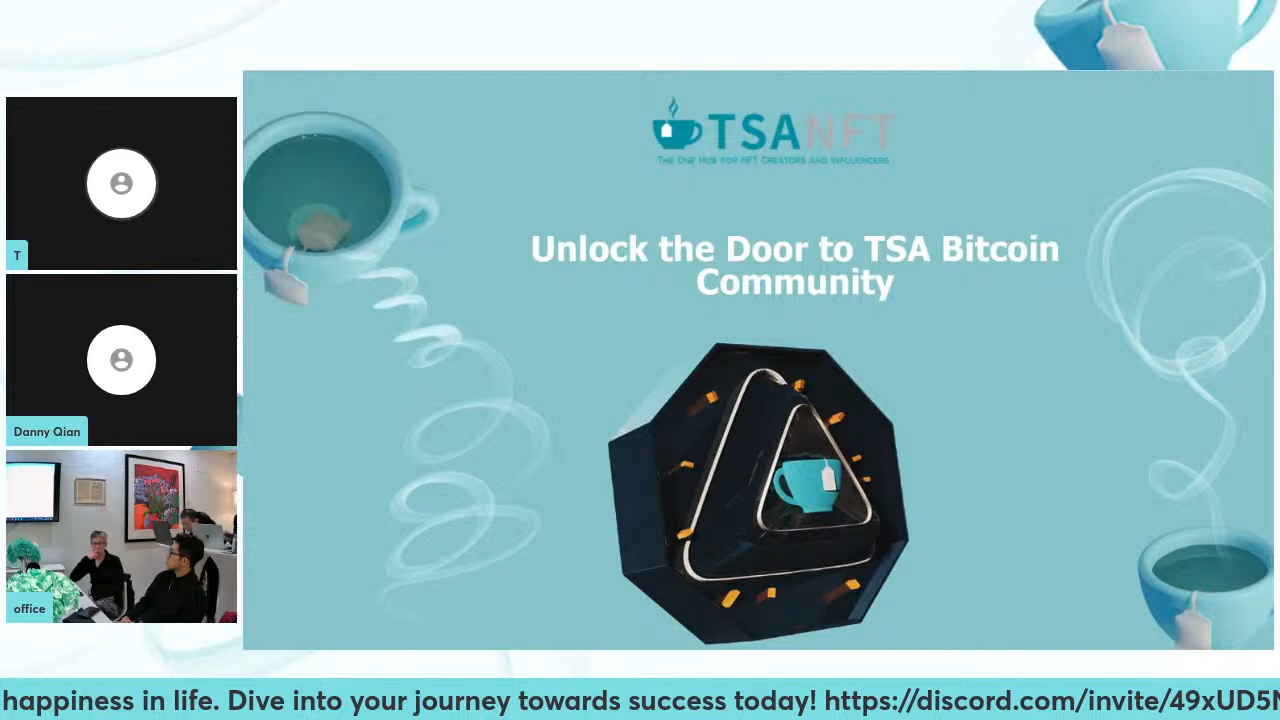 TSANFT
THE ONE HUB FOR NFT CREATORS AND INFLUENCERS
Unlock the Door to TSA Bitcoin
Community
T
Danny Qian
office
happiness in life. Dive into your journey towards success today! https://discord.com/invite/49xUD5